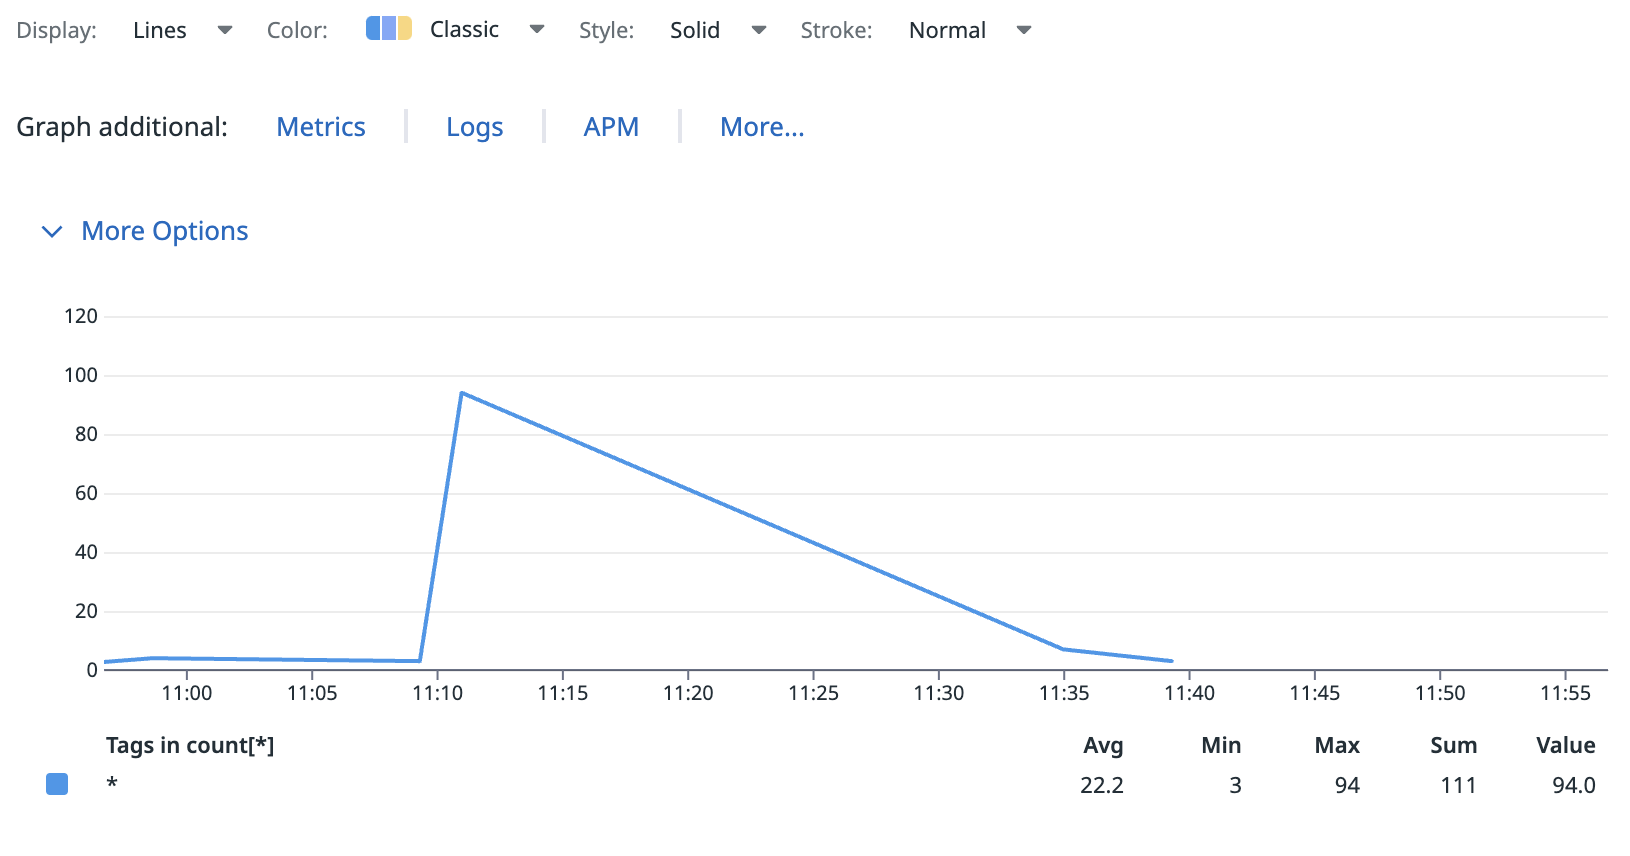 Display: Lines Color: Classic Style: Solid Stroke: Normal
Graph additional: Metrics Logs APM More...
More Options
120
100
80
60
40
20
0
11:00 11:05 11:10 11:15 11:20 11:25 11:30 11:35 11:40 11:45 11:50 11:55
Tags in count[*] Avg Min Max Sum Value
* 22.2 3 94 111 94.0